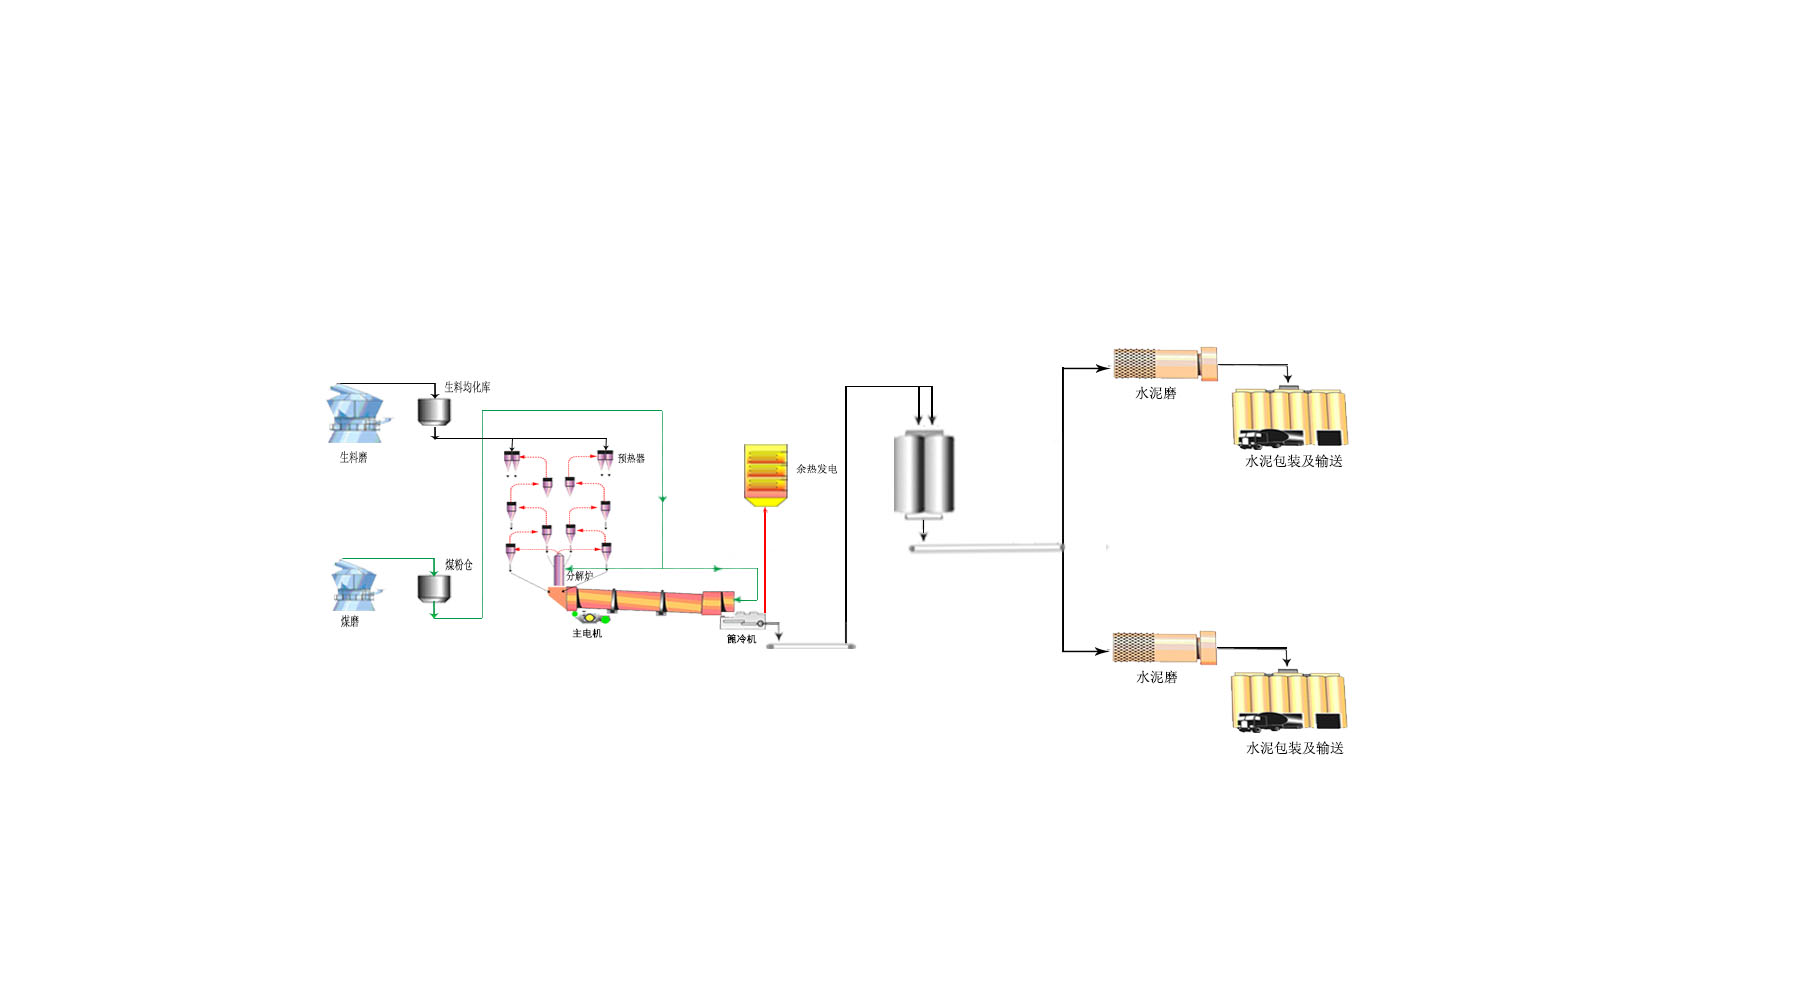 生料均化库
生料磨
预热器
余热发电
煤粉仓
煤磨
分解炉
主电机
篦冷机
水泥磨
水泥包装及输送
水泥磨
水泥包装及输送